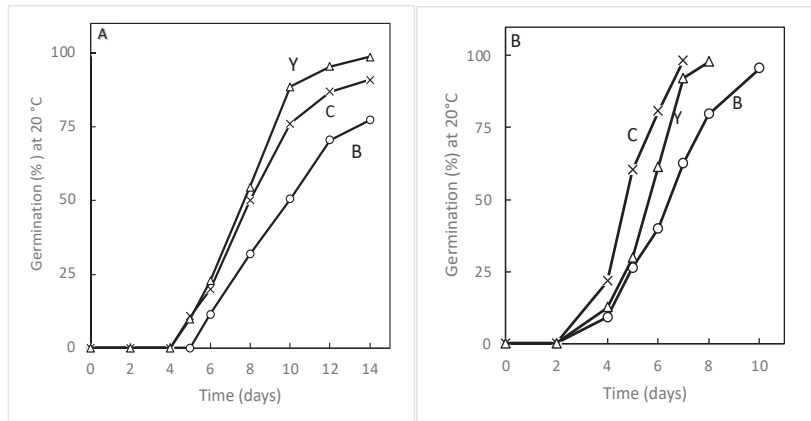 A
Germination (% ) at 20 °C
100
75
50
25
0
Y
C
B
0 2 4 6 8 10 12 14
Time (days)
B
Germination (%) at 20°C
100
75
50
25
0
C
Y
B
0 2 4 6 8 10
Time (days)